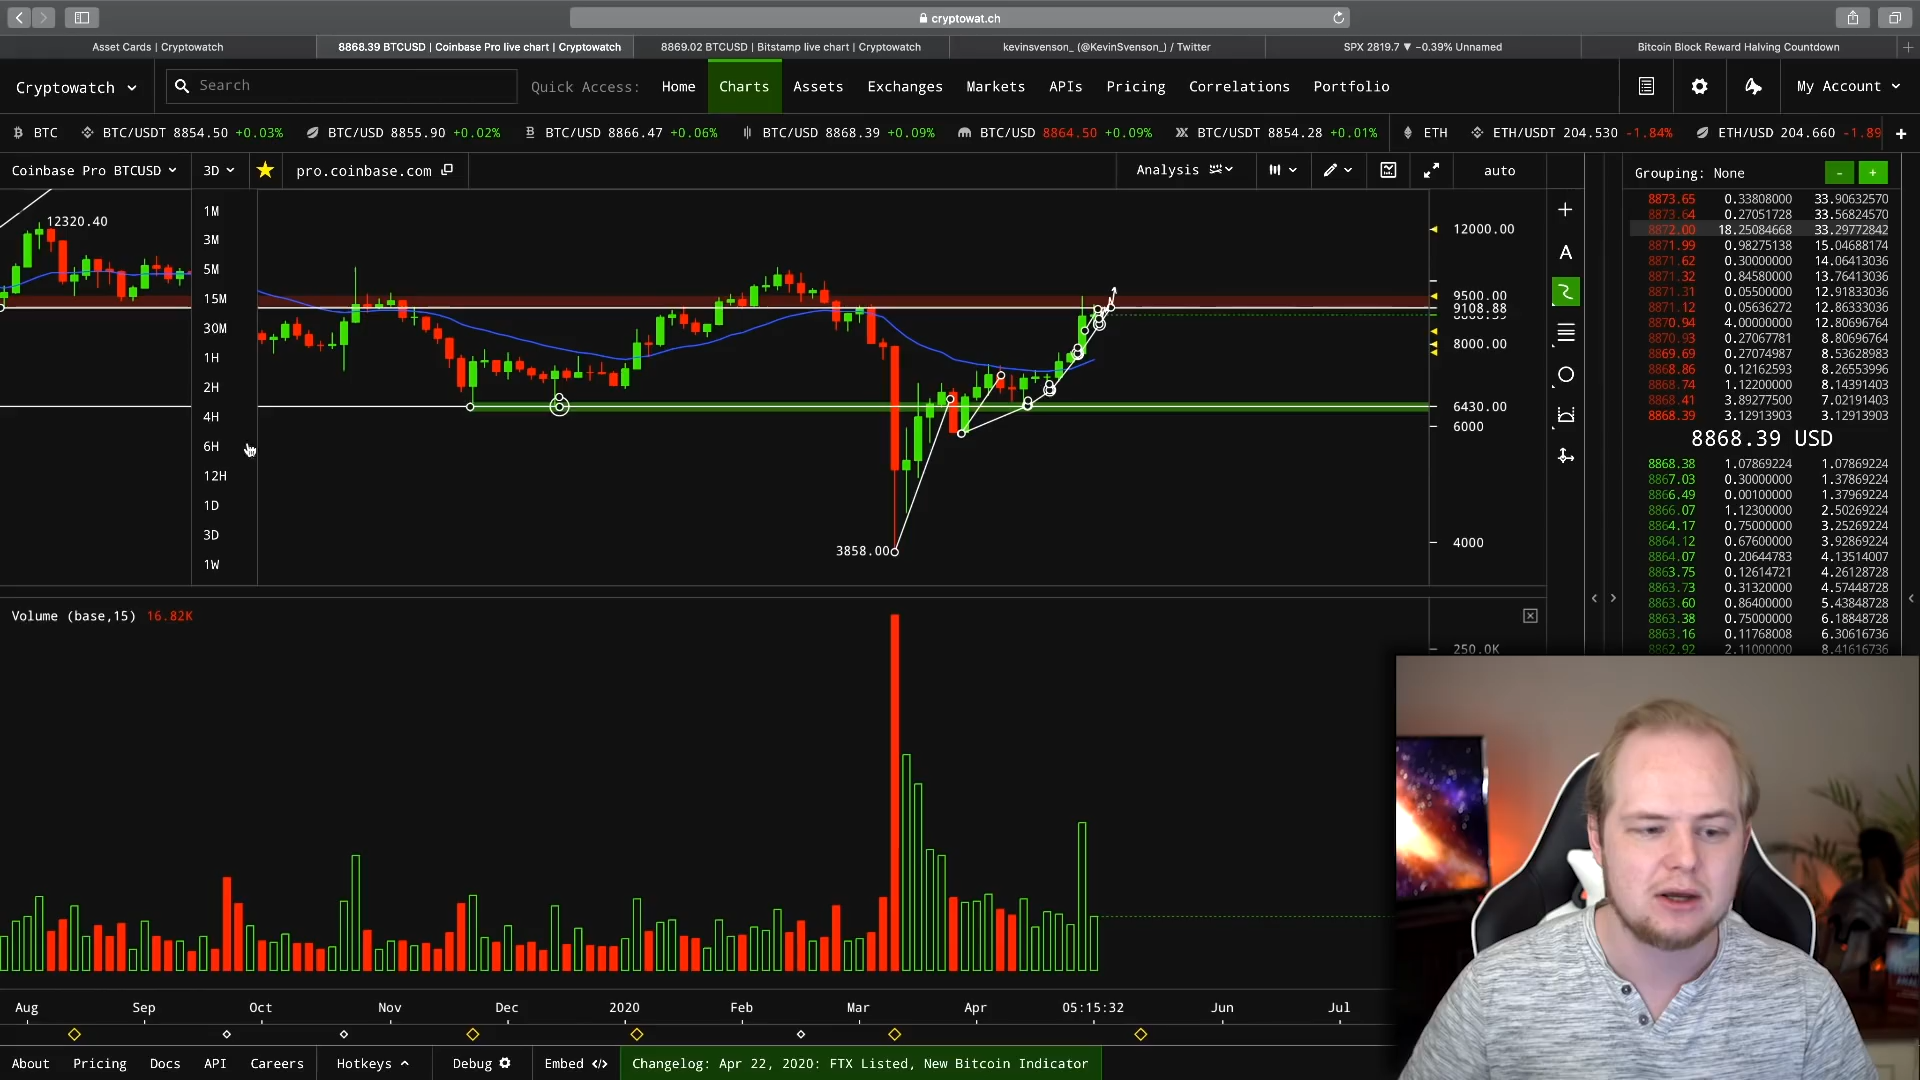 cryptowat.ch
Asset Cards | Cryptowatch
8868.39 BTCUSD | Coinbase Pro live chart | Cryptowatch
8869.02 BTCUSD | Bitstamp live chart | Cryptowatch
kevinsvenson_ (@KevinSvenson_) / Twitter
SPX 2819.7 ▼ −0.39% Unnamed
Bitcoin Block Reward Halving Countdown
Cryptowatch
Search
Quick Access:
Home
Charts
Assets
Exchanges
Markets
APIs
Pricing
Correlations
Portfolio
My Account
BTC
BTC/USDT 8854.50 +0.03%
BTC/USD 8855.90 +0.02%
BTC/USD 8866.47 +0.06%
BTC/USD 8868.39 +0.09%
BTC/USD 8864.50 +0.09%
BTC/USDT 8854.28 +0.01%
ETH
ETH/USDT 204.530 -1.84%
ETH/USD 204.660 -1.89
Coinbase Pro BTCUSD
3D
pro.coinbase.com
Analysis
auto
Grouping: None
1M
3M
5M
15M
30M
1H
2H
4H
6H
12H
1D
3D
1W
12320.40
3858.00
12000.00
9500.00
9108.88
8000.00
6430.00
6000
4000
8873.65 0.33808000 33.90632570
8873.64 0.27051728 33.56824570
8872.00 18.25084668 33.29772842
8871.99 0.98275138 15.04688174
8871.62 0.30000000 14.06413036
8871.32 0.84580000 13.76413036
8871.31 0.05500000 12.91833036
8871.12 0.05636272 12.86333036
8870.94 4.00000000 12.80696764
8870.93 0.27067781 8.80696764
8869.69 0.27074987 8.53628983
8868.86 0.12162593 8.26553996
8868.74 1.12220000 8.14391403
8868.41 3.89277500 7.02191403
8868.39 3.12913903 3.12913903
8868.39 USD
8868.38 1.07869224 1.07869224
8867.03 0.30000000 1.37869224
8866.49 0.00100000 1.37969224
8866.07 1.12300000 2.50269224
8864.17 0.75000000 3.25269224
8864.12 0.67600000 3.92869224
8864.07 0.20644783 4.13514007
8863.75 0.12614721 4.26128728
8863.73 0.31320000 4.57448728
8863.60 0.86400000 5.43848728
8863.38 0.75000000 6.18848728
8863.16 0.11768008 6.30616736
8862.92 2.11000000 8.41616736
Volume (base,15) 16.82K
250.0K
Aug
Sep
Oct
Nov
Dec
2020
Feb
Mar
Apr
05:15:32
Jun
Jul
About
Pricing
Docs
API
Careers
Hotkeys
Debug
Embed
Changelog: Apr 22, 2020: FTX Listed, New Bitcoin Indicator